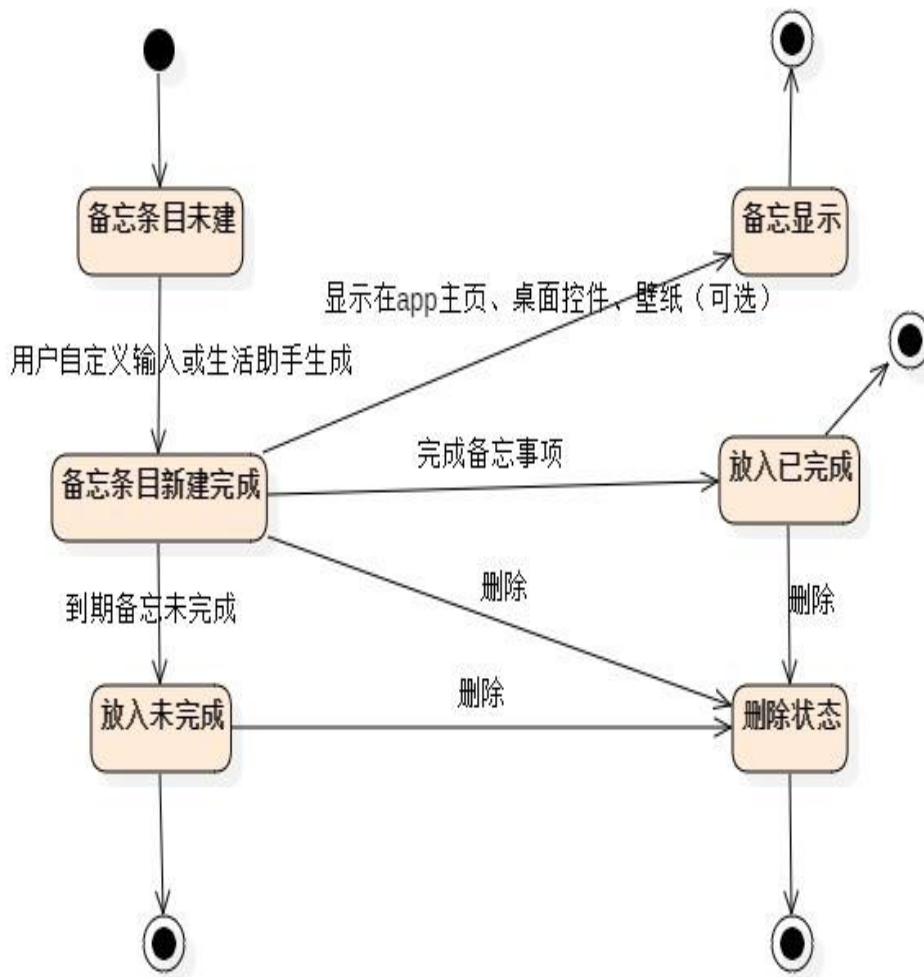 备忘条目未建
备忘显示
显示在app主页、桌面控件、壁纸（可选）
用户自定义输入或生活助手生成
完成备忘事项
放入已完成
备忘条目新建完成
删除
删除
到期备忘未完成
删除
放入未完成
删除状态